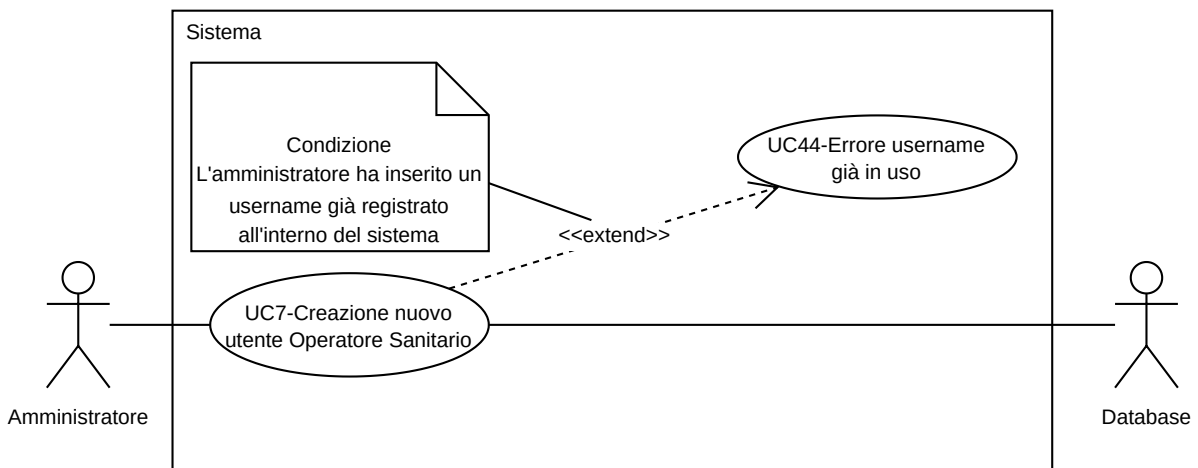 Sistema
Condizione
L'amministratore ha inserito un
username già registrato
all'interno del sistema
UC44-Errore username
già in uso
<<extend>>
UC7-Creazione nuovo
utente Operatore Sanitario
Amministratore
Database